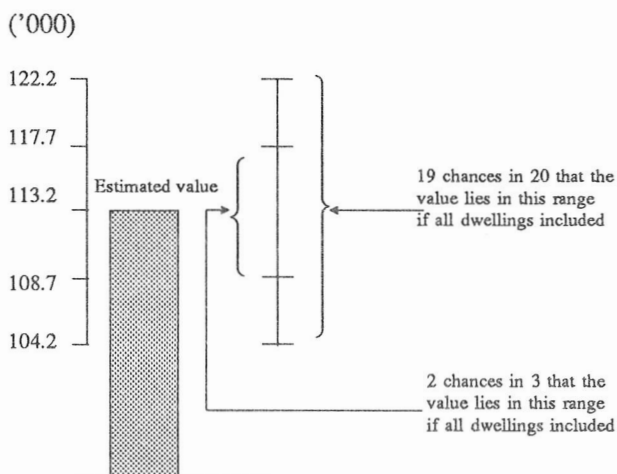 ('000)
122.2
117.7
113.2
108.7
104.2
Estimated value
19 chances in 20 that the
value lies in this range
if all dwellings included
2 chances in 3 that the
value lies in this range
if all dwellings included